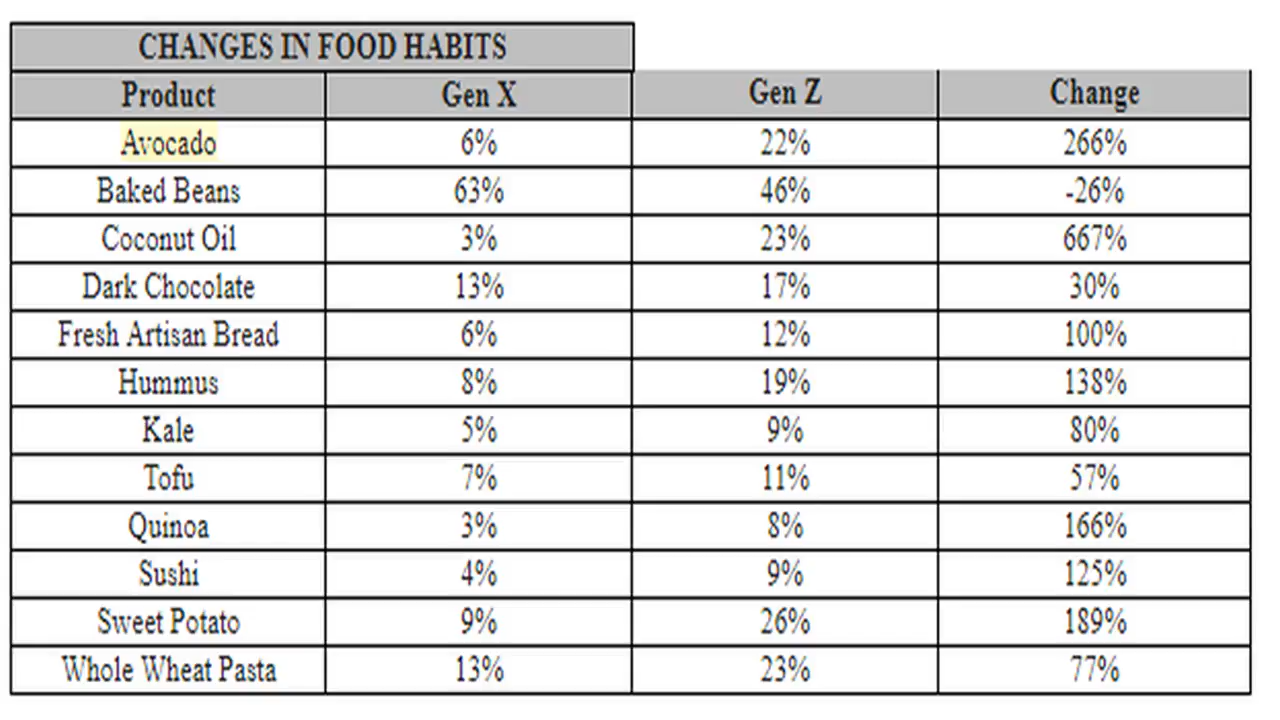 CHANGES IN FOOD HABITS
Product Gen X Gen Z Change
Avocado 6% 22% 266%
Baked Beans 63% 46% -26%
Coconut Oil 3% 23% 667%
Dark Chocolate 13% 17% 30%
Fresh Artisan Bread 6% 12% 100%
Hummus 8% 19% 138%
Kale 5% 9% 80%
Tofu 7% 11% 57%
Quinoa 3% 8% 166%
Sushi 4% 9% 125%
Sweet Potato 9% 26% 189%
Whole Wheat Pasta 13% 23% 77%